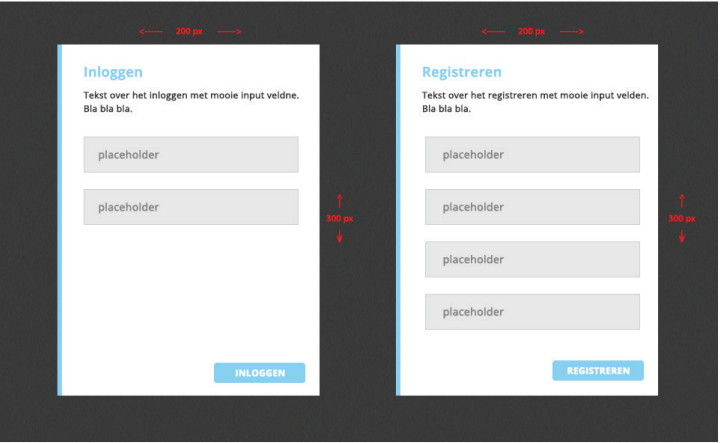 200 px
Inloggen
Tekst over het inloggen met mooie input veldne.
Bla bla bla.
placeholder
placeholder
300 px
INLOGGEN
200 px
Registreren
Tekst over het registreren met mooie input velden.
Bla bla bla.
placeholder
placeholder
placeholder
placeholder
300 px
REGISTREREN